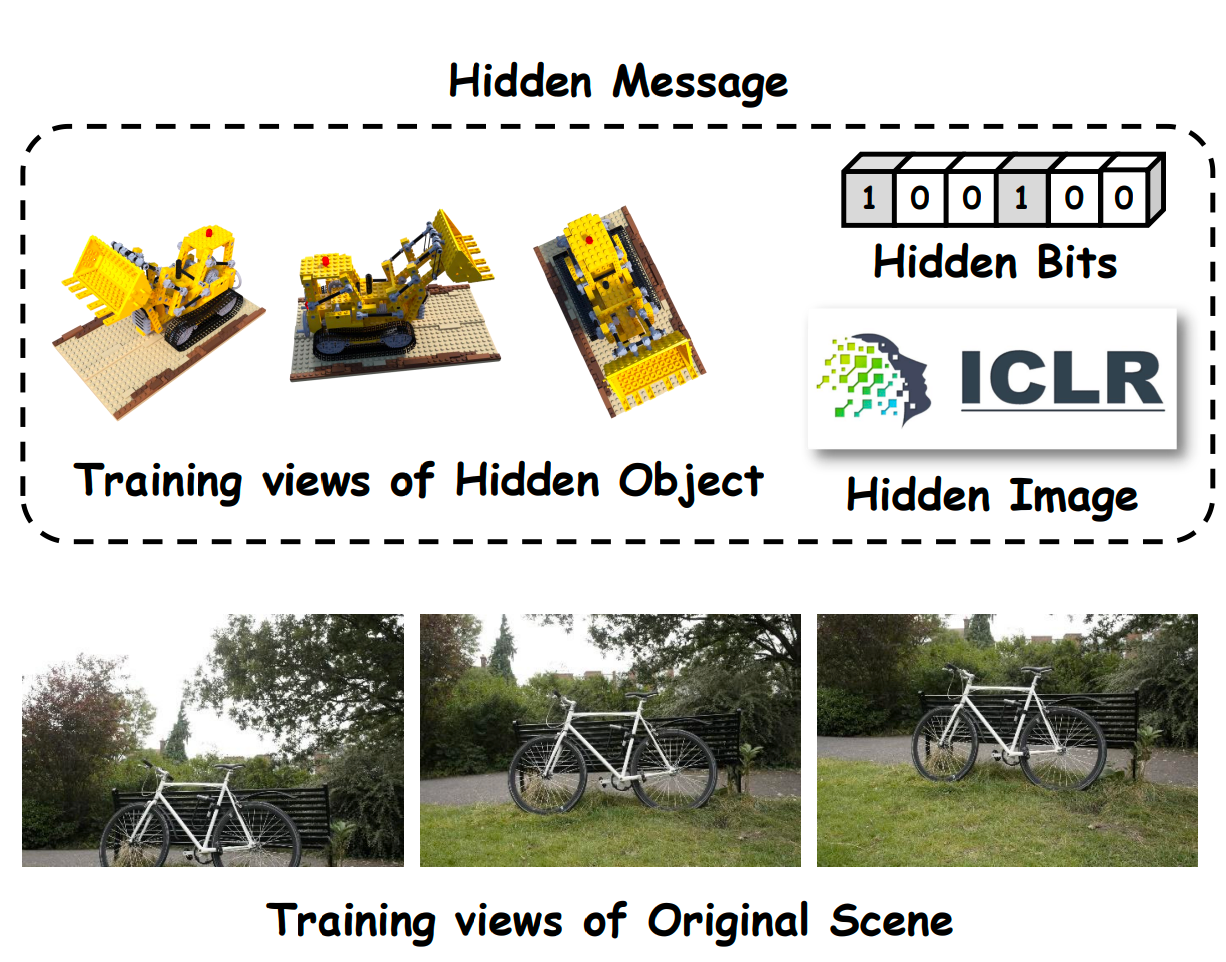 Hidden Message
1 0 0 1 0 0
Hidden Bits
ICLR
Training views of Hidden Object
Hidden Image
Training views of Original Scene